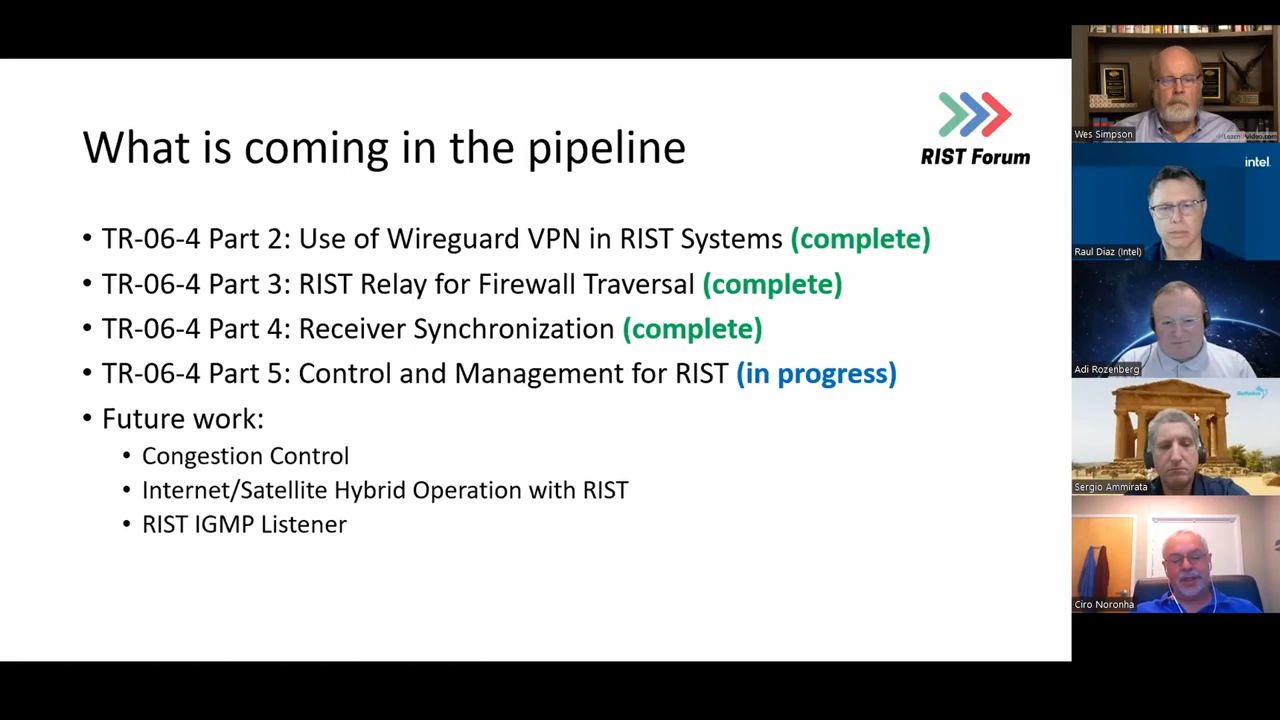 What is coming in the pipeline
RIST Forum
• TR-06-4 Part 2: Use of Wireguard VPN in RIST Systems (complete)
• TR-06-4 Part 3: RIST Relay for Firewall Traversal (complete)
• TR-06-4 Part 4: Receiver Synchronization (complete)
• TR-06-4 Part 5: Control and Management for RIST (in progress)
• Future work:
• Congestion Control
• Internet/Satellite Hybrid Operation with RIST
• RIST IGMP Listener
Wes Simpson
intel
Raul Diaz (Intel)
Adi Rozenberg
Sergio Ammirata
Ciro Noronha